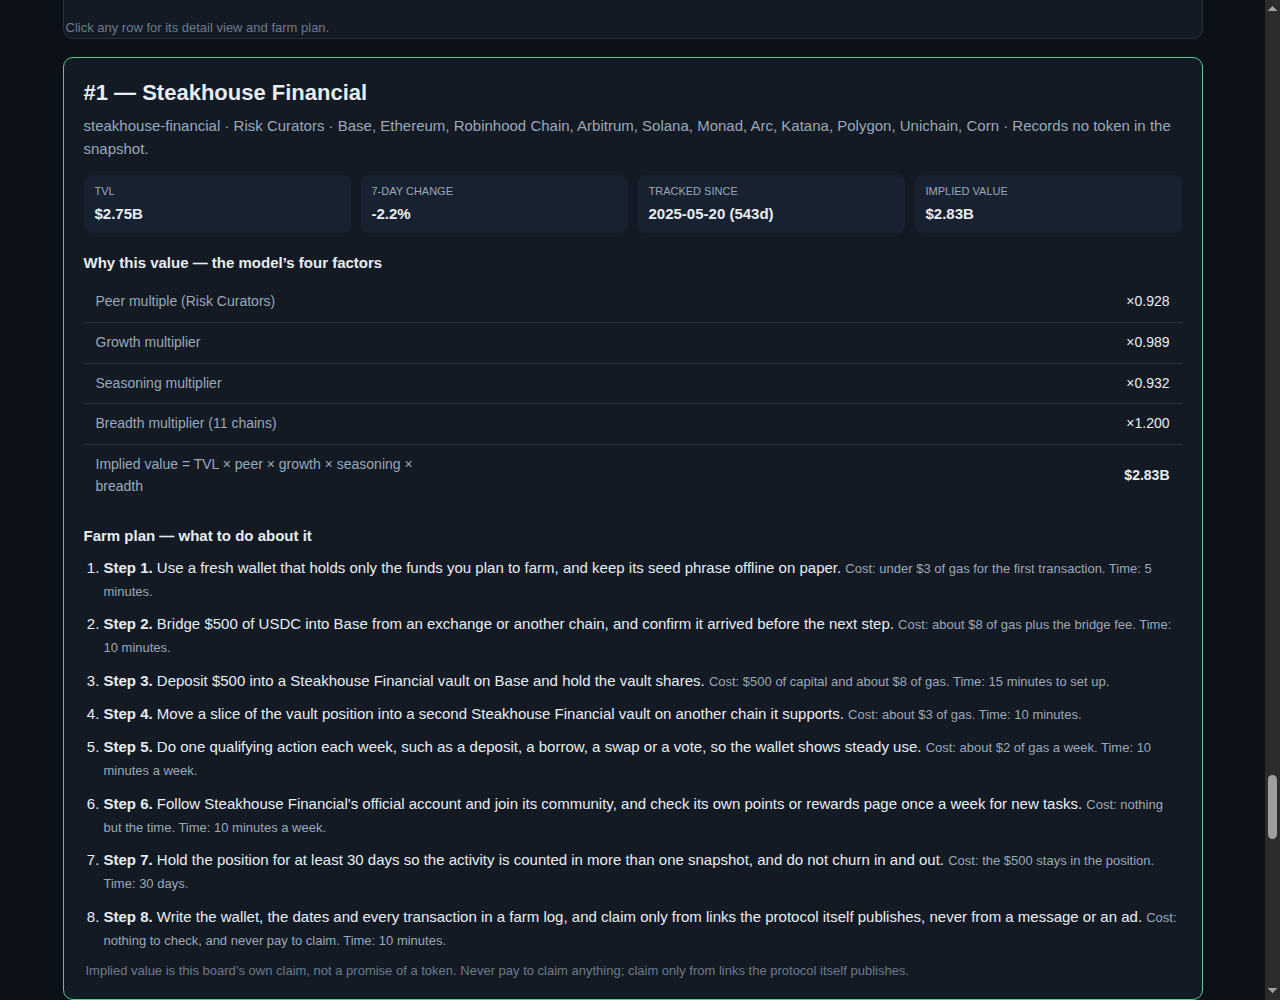 Click any row for its detail view and farm plan.
#1 — Steakhouse Financial
steakhouse-financial · Risk Curators · Base, Ethereum, Robinhood Chain, Arbitrum, Solana, Monad, Arc, Katana, Polygon, Unichain, Corn · Records no token in the
snapshot.
TVL
$2.75B
7-DAY CHANGE
-2.2%
TRACKED SINCE
2025-05-20 (543d)
IMPLIED VALUE
$2.83B
Why this value — the model’s four factors
Peer multiple (Risk Curators) ×0.928
Growth multiplier ×0.989
Seasoning multiplier ×0.932
Breadth multiplier (11 chains) ×1.200
Implied value = TVL × peer × growth × seasoning ×
breadth $2.83B
Farm plan — what to do about it
1. Step 1. Use a fresh wallet that holds only the funds you plan to farm, and keep its seed phrase offline on paper. Cost: under $3 of gas for the first transaction. Time: 5
minutes.
2. Step 2. Bridge $500 of USDC into Base from an exchange or another chain, and confirm it arrived before the next step. Cost: about $8 of gas plus the bridge fee. Time:
10 minutes.
3. Step 3. Deposit $500 into a Steakhouse Financial vault on Base and hold the vault shares. Cost: $500 of capital and about $8 of gas. Time: 15 minutes to set up.
4. Step 4. Move a slice of the vault position into a second Steakhouse Financial vault on another chain it supports. Cost: about $3 of gas. Time: 10 minutes.
5. Step 5. Do one qualifying action each week, such as a deposit, a borrow, a swap or a vote, so the wallet shows steady use. Cost: about $2 of gas a week. Time: 10
minutes a week.
6. Step 6. Follow Steakhouse Financial's official account and join its community, and check its own points or rewards page once a week for new tasks. Cost: nothing
but the time. Time: 10 minutes a week.
7. Step 7. Hold the position for at least 30 days so the activity is counted in more than one snapshot, and do not churn in and out. Cost: the $500 stays in the position.
Time: 30 days.
8. Step 8. Write the wallet, the dates and every transaction in a farm log, and claim only from links the protocol itself publishes, never from a message or an ad. Cost:
nothing to check, and never pay to claim. Time: 10 minutes.
Implied value is this board’s own claim, not a promise of a token. Never pay to claim anything; claim only from links the protocol itself publishes.